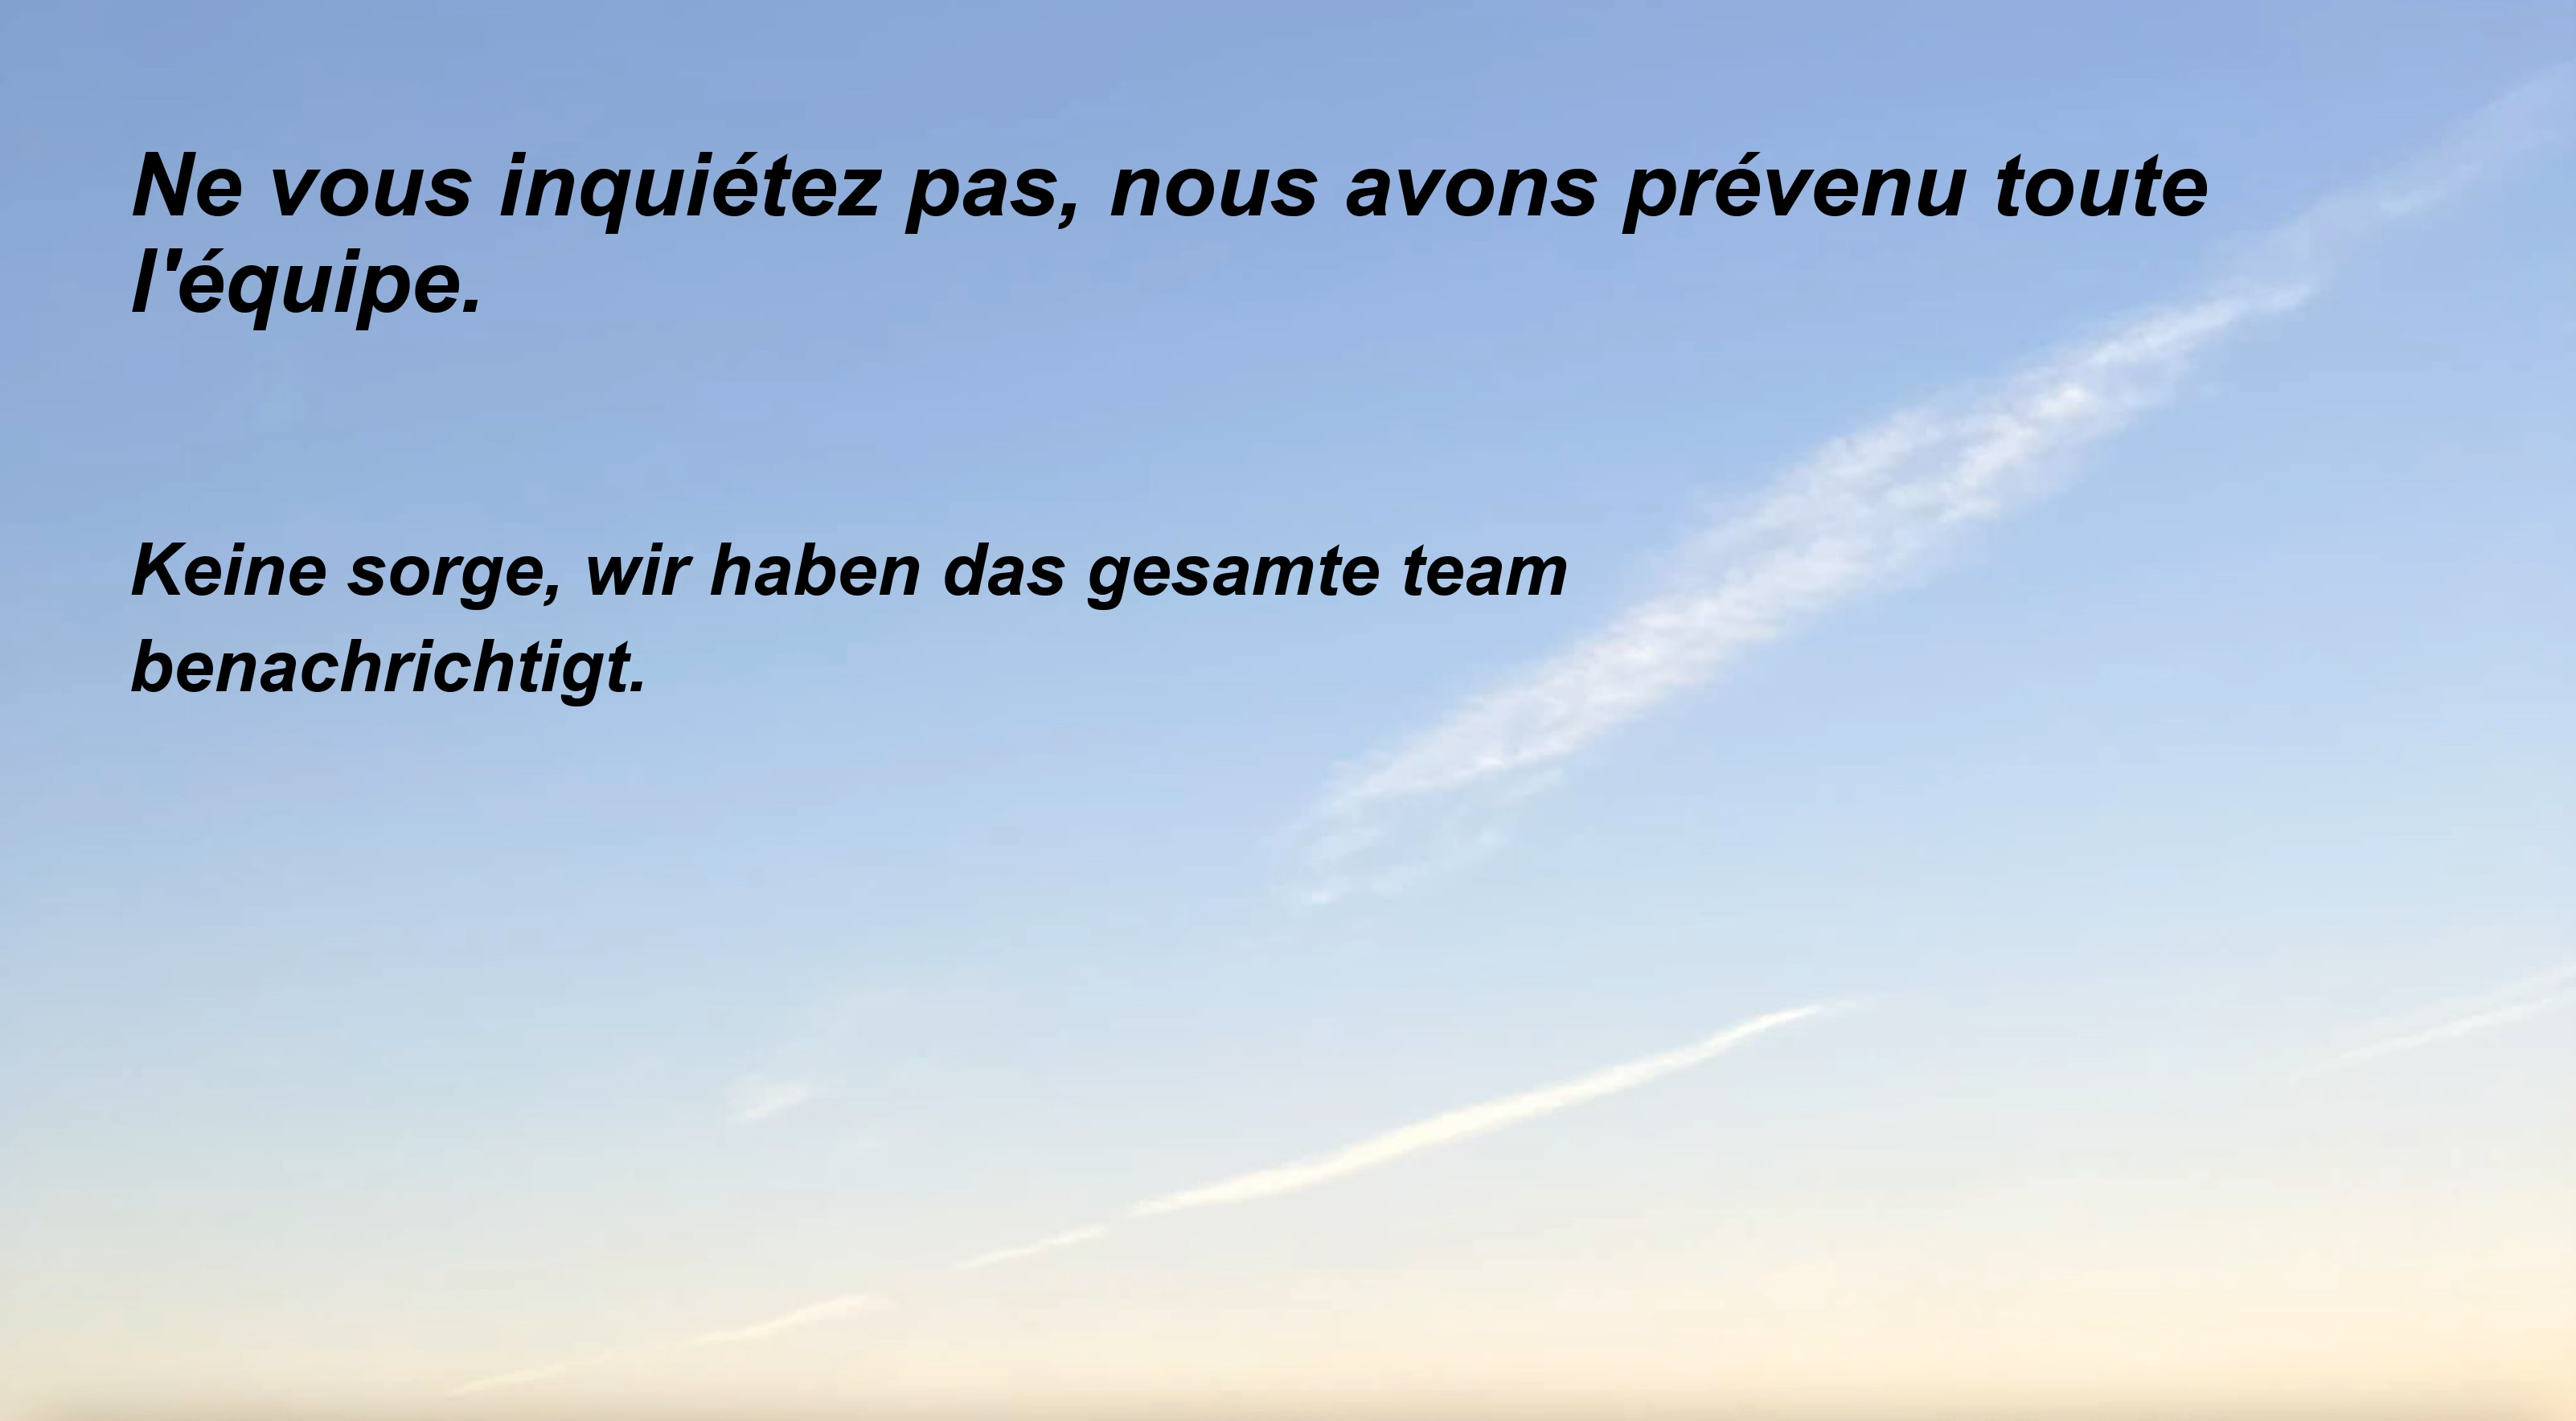 Ne vous inquiétez pas, nous avons prévenu toute
l'équipe.
Keine sorge, wir haben das gesamte team
benachrichtigt.